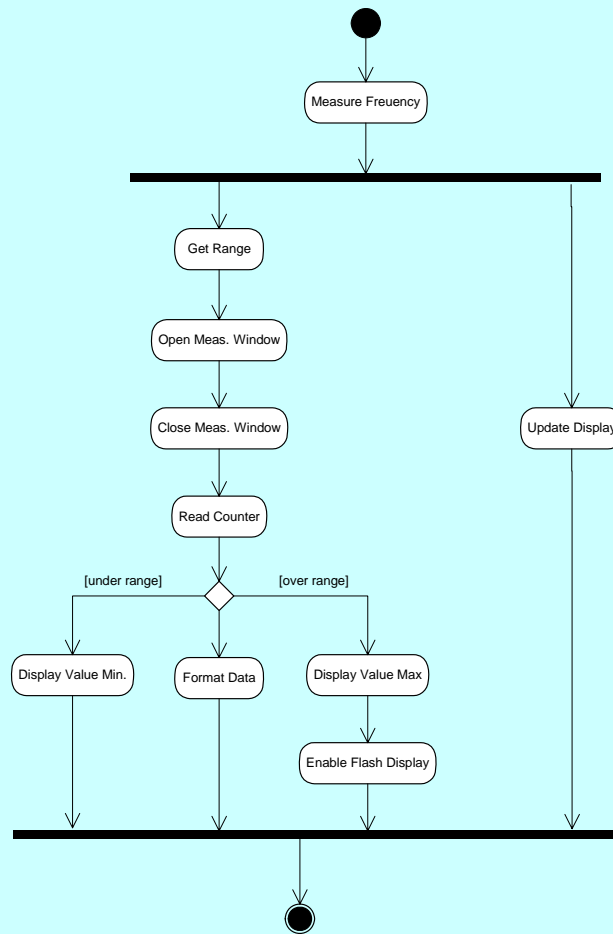 Measure Freuency
Get Range
Open Meas. Window
Close Meas. Window
Update Display
Read Counter
[under range]
[over range]
Display Value Min.
Format Data
Display Value Max
Enable Flash Display